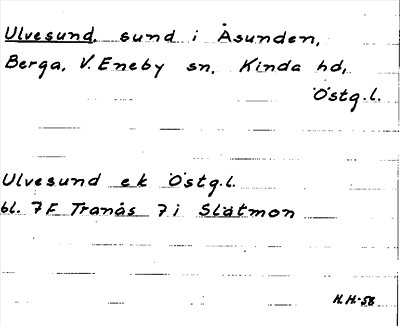 Ulvesund, sund i Åsunden,
Berga, V. Eneby sn, Kinda hd,
Östg.l.
Ulvesund ek Östg.l.
bl. 7F Tranås 7i Slätmon
H.H-58